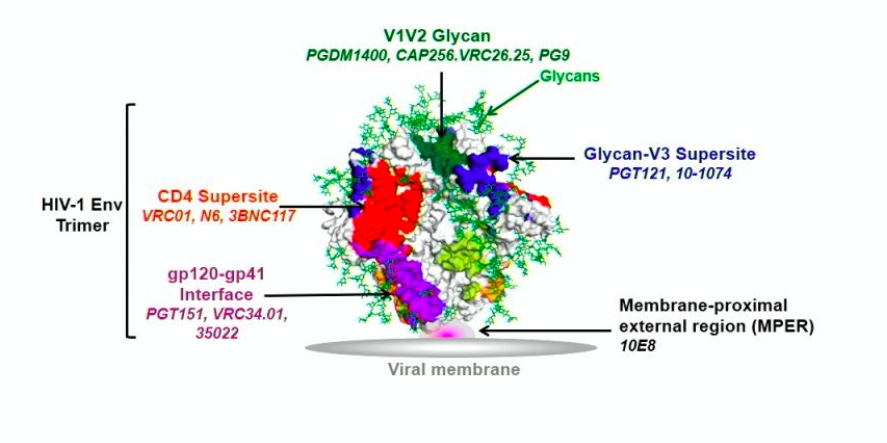 V1V2 Glycan
PGDM1400, CAP256.VRC26.25, PG9
Glycans
Glycan-V3 Supersite
PGT121, 10-1074
HIV-1 Env
Trimer
CD4 Supersite
VRC01, N6, 3BNC117
gp120-gp41
Interface
PGT151, VRC34.01,
35022
Membrane-proximal
external region (MPER)
10E8
Viral membrane